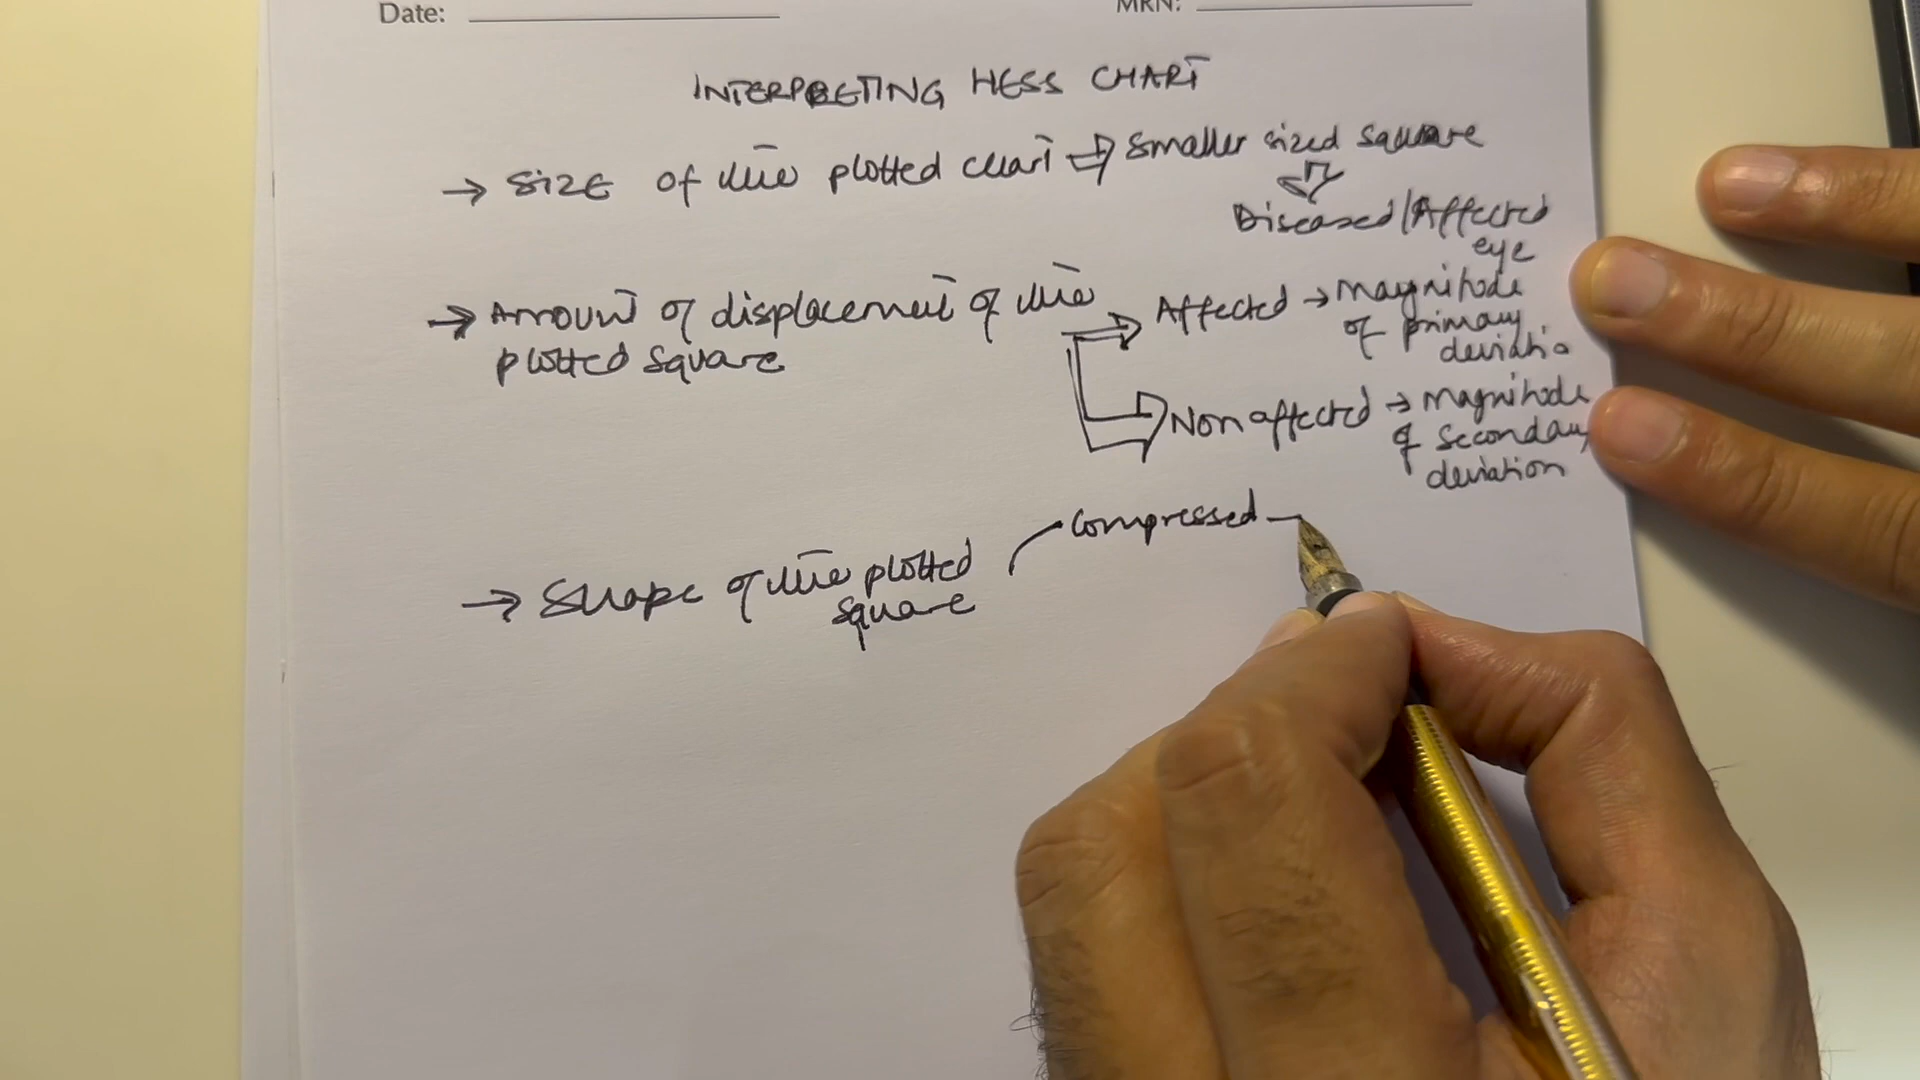 Date:
MRN:
INTERPRETING HESS CHART
→ SIZE of the plotted chart ⇒ Smaller sized square
Diseased/Affected
eye
→ Amount of displacement of the
plotted square
Affected → Magnitude
of primary
deviatio
Non affected → Magnitude
of secondary
deviation
→ Shape of the plotted
square
Compressed –